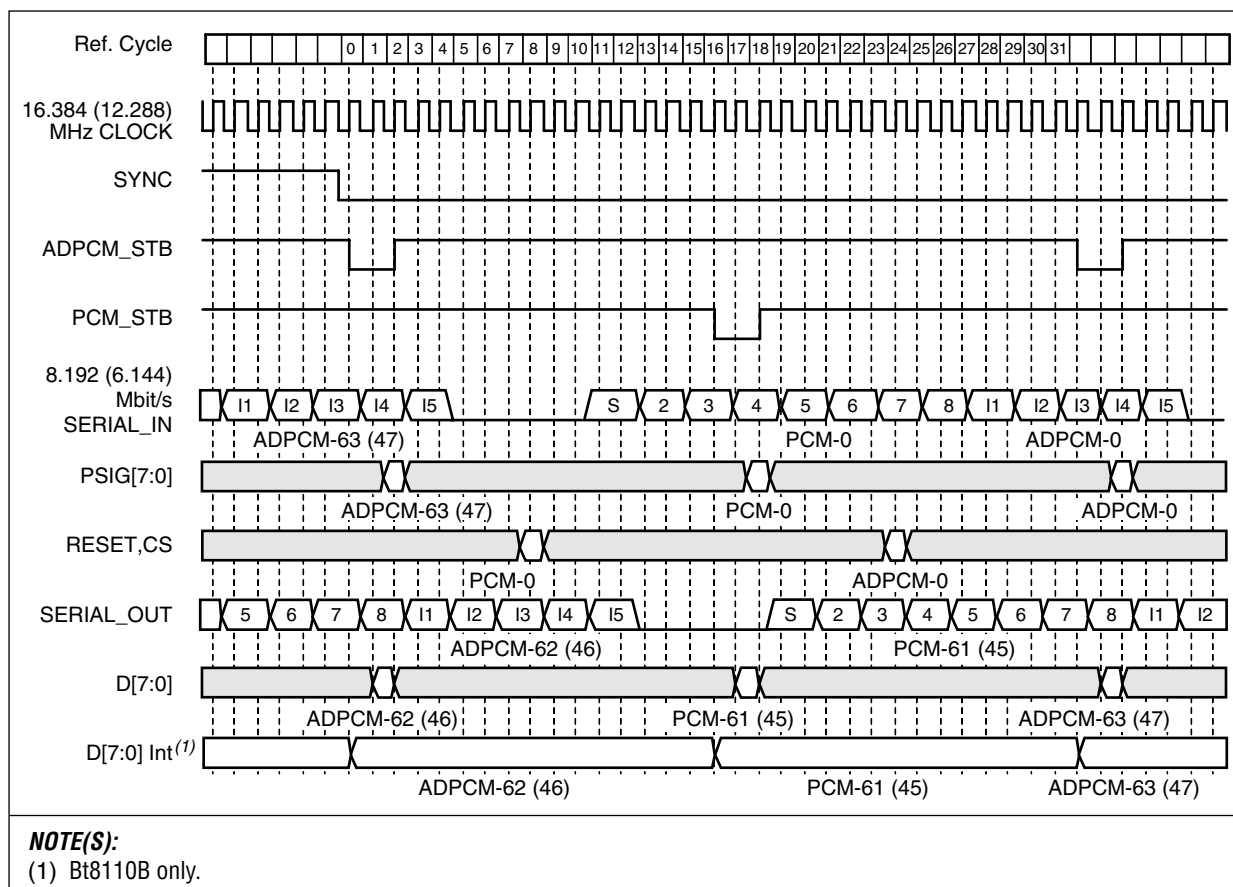 Ref. Cycle 0 1 2 3 4 5 6 7 8 9 10 11 12 13 14 15 16 17 18 19 20 21 22 23 24 25 26 27 28 29 30 31
16.384 (12.288)
MHz CLOCK
SYNC
ADPCM_STB
PCM_STB
8.192 (6.144)
Mbit/s
SERIAL_IN
I1 I2 I3 I4 I5 S 2 3 4 5 6 7 8 I1 I2 I3 I4 I5
ADPCM-63 (47) PCM-0 ADPCM-0
PSIG[7:0]
ADPCM-63 (47) PCM-0 ADPCM-0
RESET,CS
PCM-0 ADPCM-0
SERIAL_OUT 5 6 7 8 I1 I2 I3 I4 I5 S 2 3 4 5 6 7 8 I1 I2
ADPCM-62 (46) PCM-61 (45)
D[7:0]
ADPCM-62 (46) PCM-61 (45) ADPCM-63 (47)
D[7:0] Int (1)
ADPCM-62 (46) PCM-61 (45) ADPCM-63 (47)
NOTE(S):
(1) Bt8110B only.